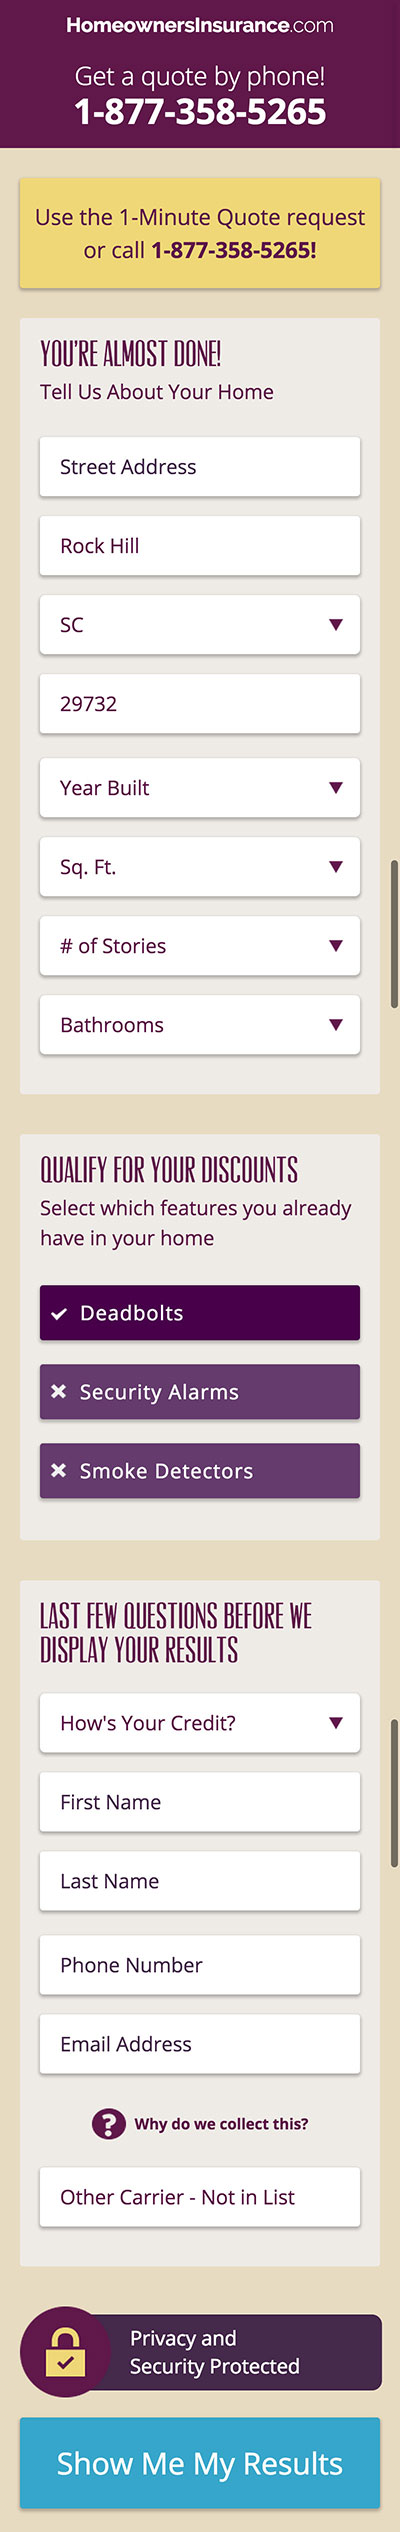 HomeownersInsurance.com
Get a quote by phone!
1-877-358-5265
Use the 1-Minute Quote request
or call 1-877-358-5265!
YOU'RE ALMOST DONE!
Tell Us About Your Home
Street Address
Rock Hill
SC
29732
Year Built
Sq. Ft.
# of Stories
Bathrooms
QUALIFY FOR YOUR DISCOUNTS
Select which features you already
have in your home
Deadbolts
Security Alarms
Smoke Detectors
LAST FEW QUESTIONS BEFORE WE
DISPLAY YOUR RESULTS
How's Your Credit?
First Name
Last Name
Phone Number
Email Address
? Why do we collect this?
Other Carrier - Not in List
Privacy and
Security Protected
Show Me My Results